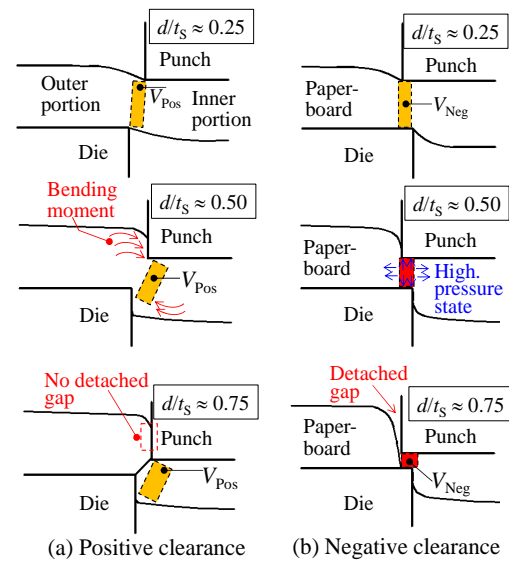 d/tS ≈ 0.25
Punch
Outer
portion
VPos
Inner
portion
Die
Bending
moment
d/tS ≈ 0.50
Punch
VPos
Die
No detached
gap
d/tS ≈ 0.75
Punch
VPos
Die
(a) Positive clearance
d/tS ≈ 0.25
Punch
Paper-
board
VNeg
Die
d/tS ≈ 0.50
Punch
Paper-
board
High.
pressure
state
Die
Detached
gap
d/tS ≈ 0.75
Paper-
board
Punch
VNeg
Die
(b) Negative clearance